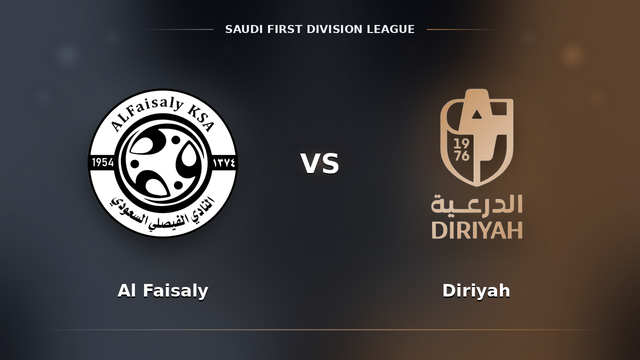 SAUDI FIRST DIVISION LEAGUE
ALFaisaly KSA
1954 ١٣٧٤
النادي الفيصلي السعودي
VS
19
76
الدرعية
DIRIYAH
Al Faisaly
Diriyah